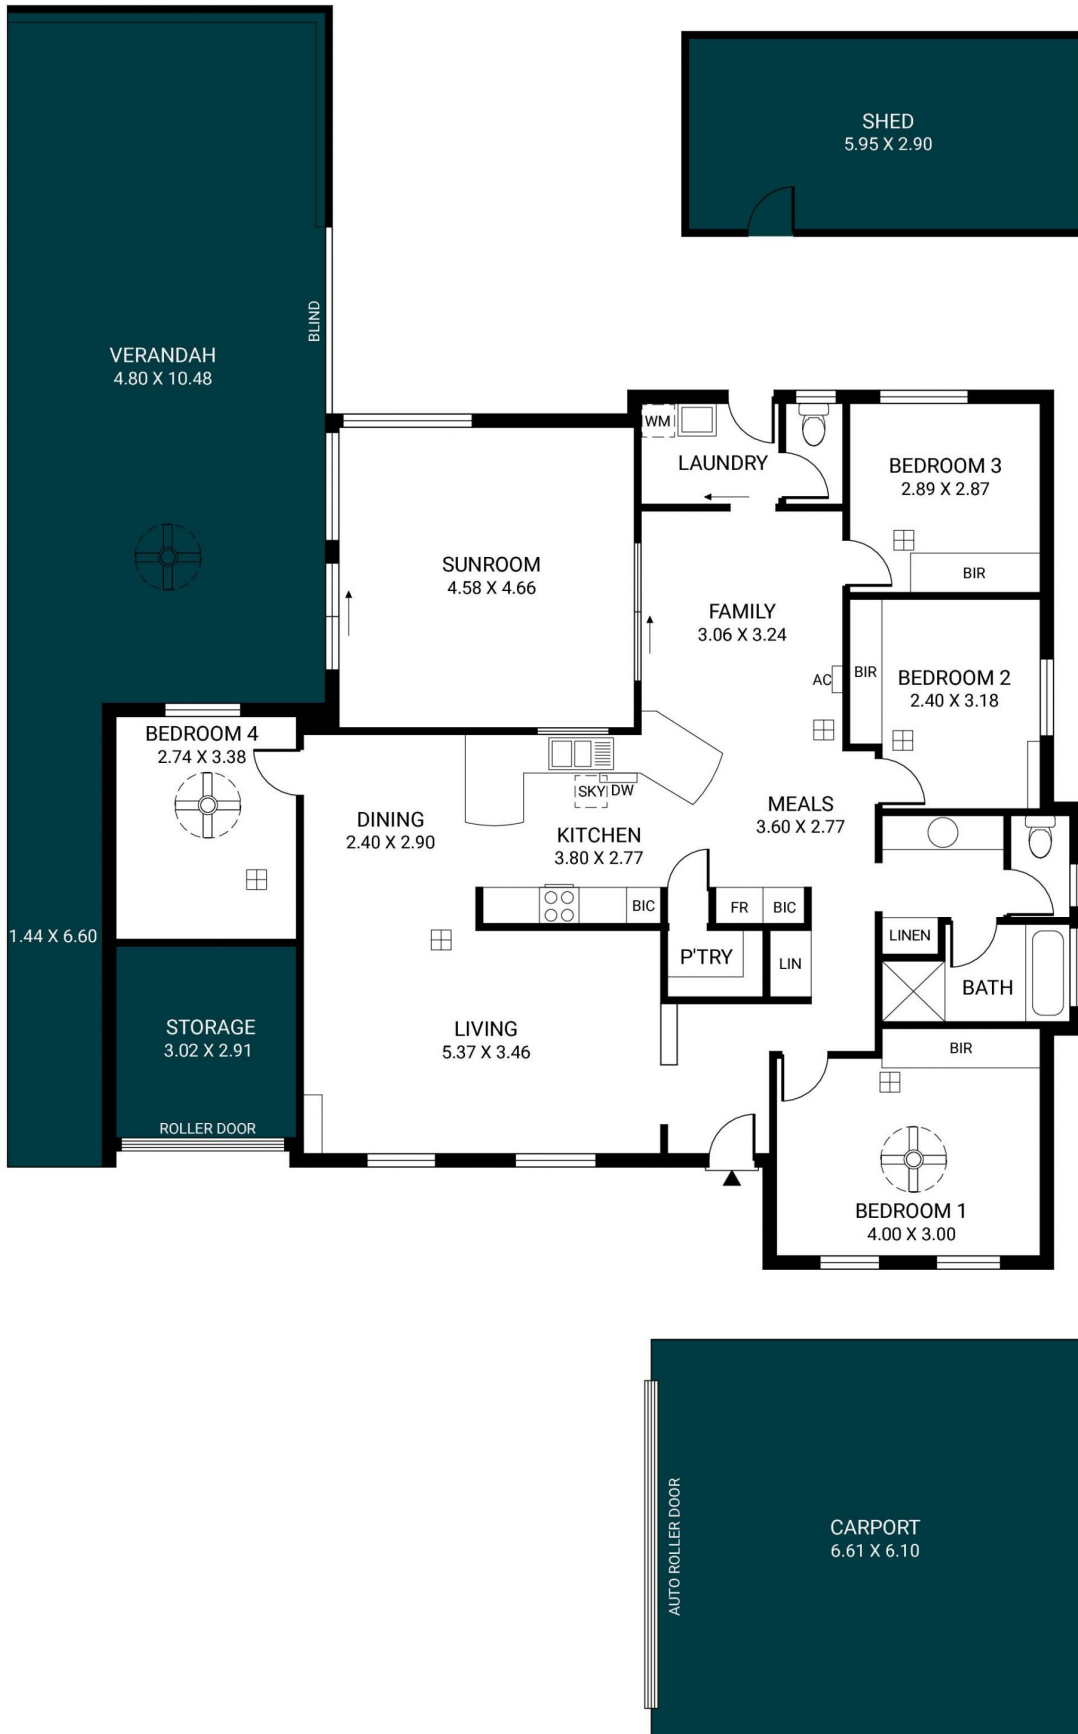 SHED
5.95 X 2.90
VERANDAH
4.80 X 10.48
BLIND
WM
LAUNDRY
BEDROOM 3
2.89 X 2.87
BIR
SUNROOM
4.58 X 4.66
FAMILY
3.06 X 3.24
AC
BIR
BEDROOM 2
2.40 X 3.18
BEDROOM 4
2.74 X 3.38
SKY
DW
DINING
2.40 X 2.90
KITCHEN
3.80 X 2.77
MEALS
3.60 X 2.77
BIC
FR
BIC
1.44 X 6.60
P'TRY
LIN
LINEN
BATH
STORAGE
3.02 X 2.91
ROLLER DOOR
LIVING
5.37 X 3.46
BIR
BEDROOM 1
4.00 X 3.00
AUTO ROLLER DOOR
CARPORT
6.61 X 6.10